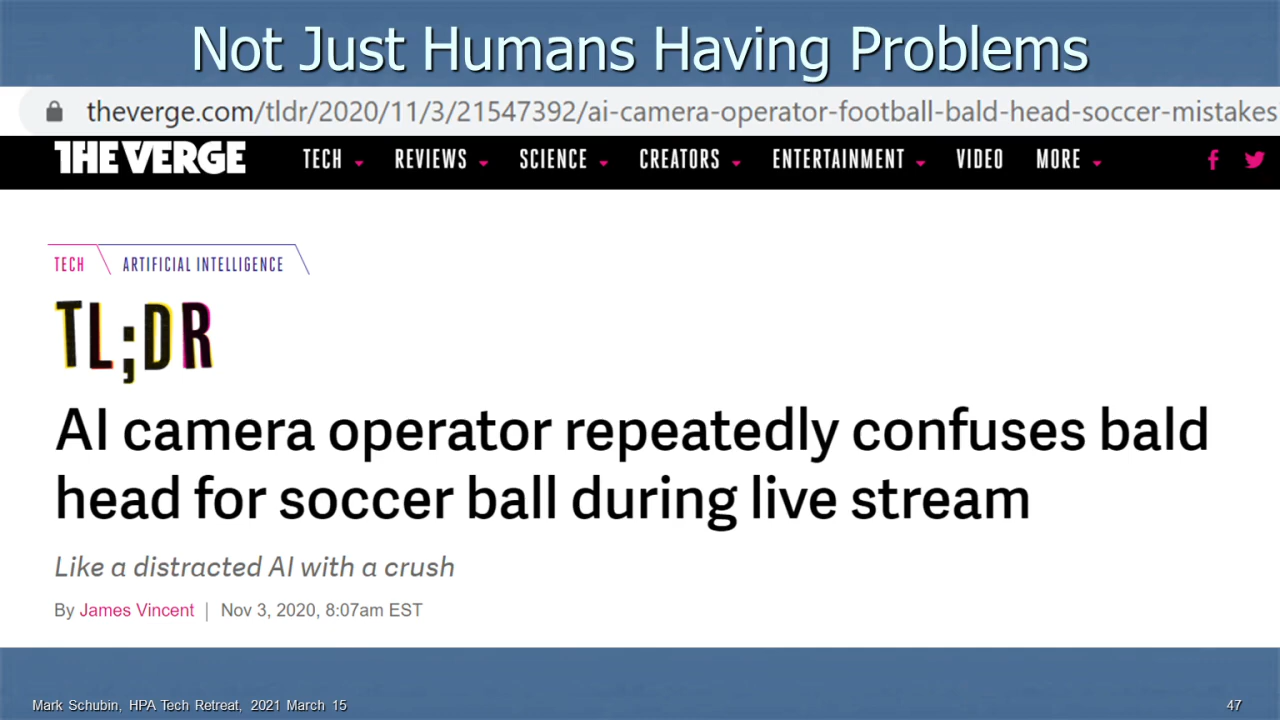 Not Just Humans Having Problems
theverge.com/tldr/2020/11/3/21547392/ai-camera-operator-football-bald-head-soccer-mistakes
THE VERGE TECH REVIEWS SCIENCE CREATORS ENTERTAINMENT VIDEO MORE f
TECH ARTIFICIAL INTELLIGENCE
TL;DR
AI camera operator repeatedly confuses bald
head for soccer ball during live stream
Like a distracted AI with a crush
By James Vincent | Nov 3, 2020, 8:07am EST
Mark Schubin, HPA Tech Retreat, 2021 March 15 47